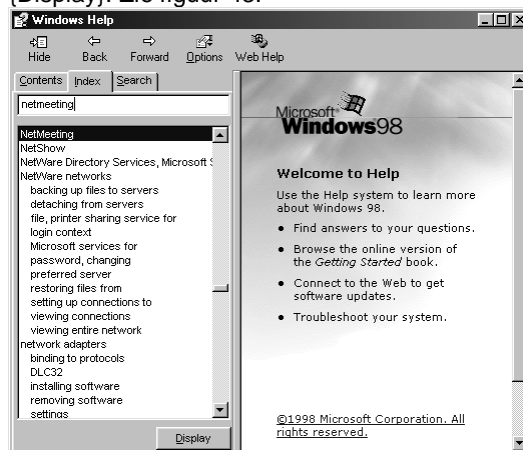 [Display]. Zie figuur 43.
Windows Help
Hide Back Forward Options Web Help
Contents Index Search
netmeeting
NetMeeting
NetShow
NetWare Directory Services, Microsoft
NetWare networks
backing up files to servers
detaching from servers
file, printer sharing service for
login context
Microsoft services for
password, changing
preferred server
restoring files from
setting up connections to
viewing connections
viewing entire network
network adapters
binding to protocols
DLC32
installing software
removing software
settings
Display
Microsoft
Windows98
Welcome to Help
Use the Help system to learn more
about Windows 98.
• Find answers to your questions.
• Browse the online version of
the Getting Started book.
• Connect to the Web to get
software updates.
• Troubleshoot your system.
©1998 Microsoft Corporation. All
rights reserved.